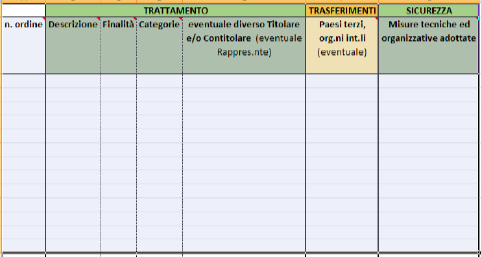 TRATTAMENTO TRASFERIMENTI SICUREZZA
n. ordine Descrizione Finalità Categorie eventuale diverso Titolare Paesi terzi, Misure tecniche ed
e/o Contitolare (eventuale org.ni int.li organizzative adottate
Rappres.nte) (eventuale)